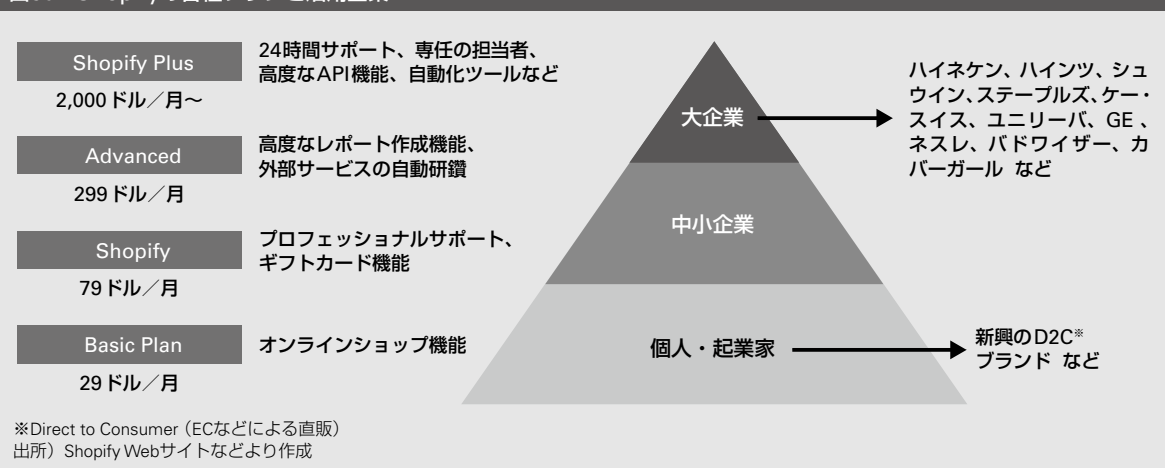 Shopify Plus
2,000ドル／月〜
24時間サポート、専任の担当者、
高度なAPI機能、自動化ツールなど
Advanced
299ドル／月
高度なレポート作成機能、
外部サービスの自動研鑽
Shopify
79ドル／月
プロフェッショナルサポート、
ギフトカード機能
Basic Plan
29ドル／月
オンラインショップ機能
大企業
中小企業
個人・起業家
ハイネケン、ハインツ、シュ
ウイン、ステープルズ、ケー・
スイス、ユニリーバ、GE、
ネスレ、バドワイザー、カ
バーガール など
新興のD2C※
ブランド など
※Direct to Consumer（ECなどによる直販）
出所）Shopify Webサイトなどより作成